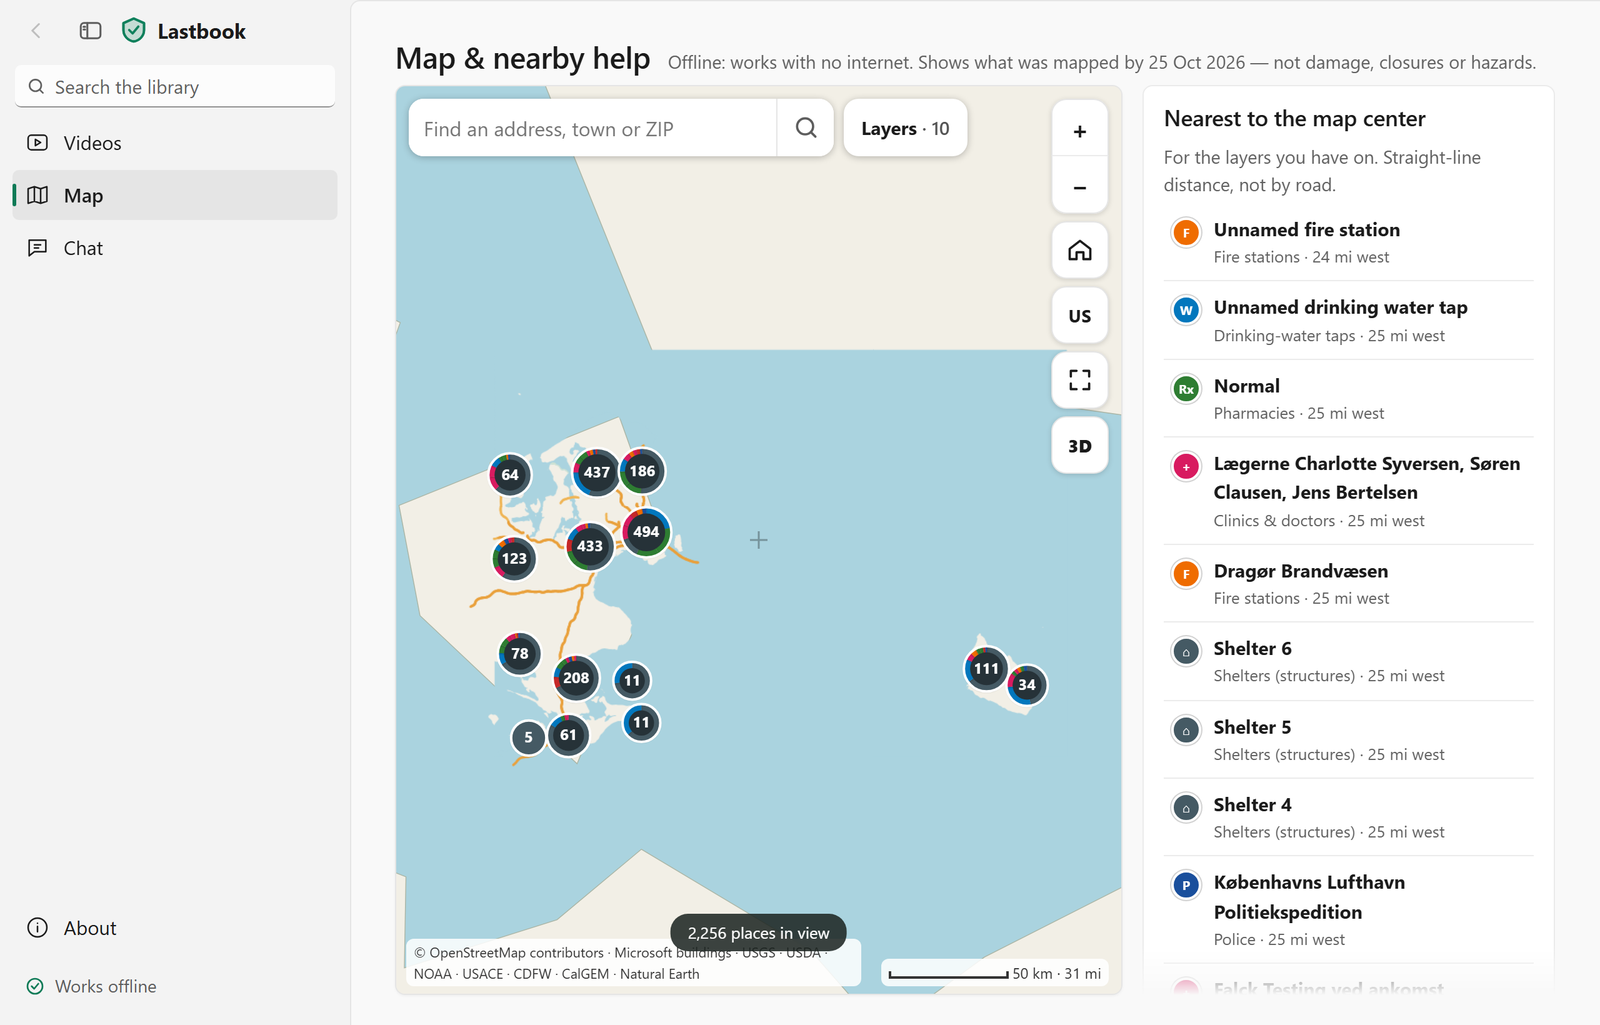 Lastbook
Search the library
Videos
Map
Chat
About
Works offline
Map & nearby help
Offline: works with no internet. Shows what was mapped by 25 Oct 2026 — not damage, closures or hazards.
Find an address, town or ZIP
Layers · 10
+
−
US
3D
64
437
186
494
433
123
78
208
11
11
5
61
111
34
2,256 places in view
© OpenStreetMap contributors · Microsoft buildings · USGS · USDA ·
NOAA · USACE · CDFW · CalGEM · Natural Earth
50 km · 31 mi
Nearest to the map center
For the layers you have on. Straight-line
distance, not by road.
F
Unnamed fire station
Fire stations · 24 mi west
W
Unnamed drinking water tap
Drinking-water taps · 25 mi west
Rx
Normal
Pharmacies · 25 mi west
+
Lægerne Charlotte Syversen, Søren
Clausen, Jens Bertelsen
Clinics & doctors · 25 mi west
F
Dragør Brandvæsen
Fire stations · 25 mi west
Shelter 6
Shelters (structures) · 25 mi west
Shelter 5
Shelters (structures) · 25 mi west
Shelter 4
Shelters (structures) · 25 mi west
P
Københavns Lufthavn
Politiekspedition
Police · 25 mi west
Falck Testing ved ankomst